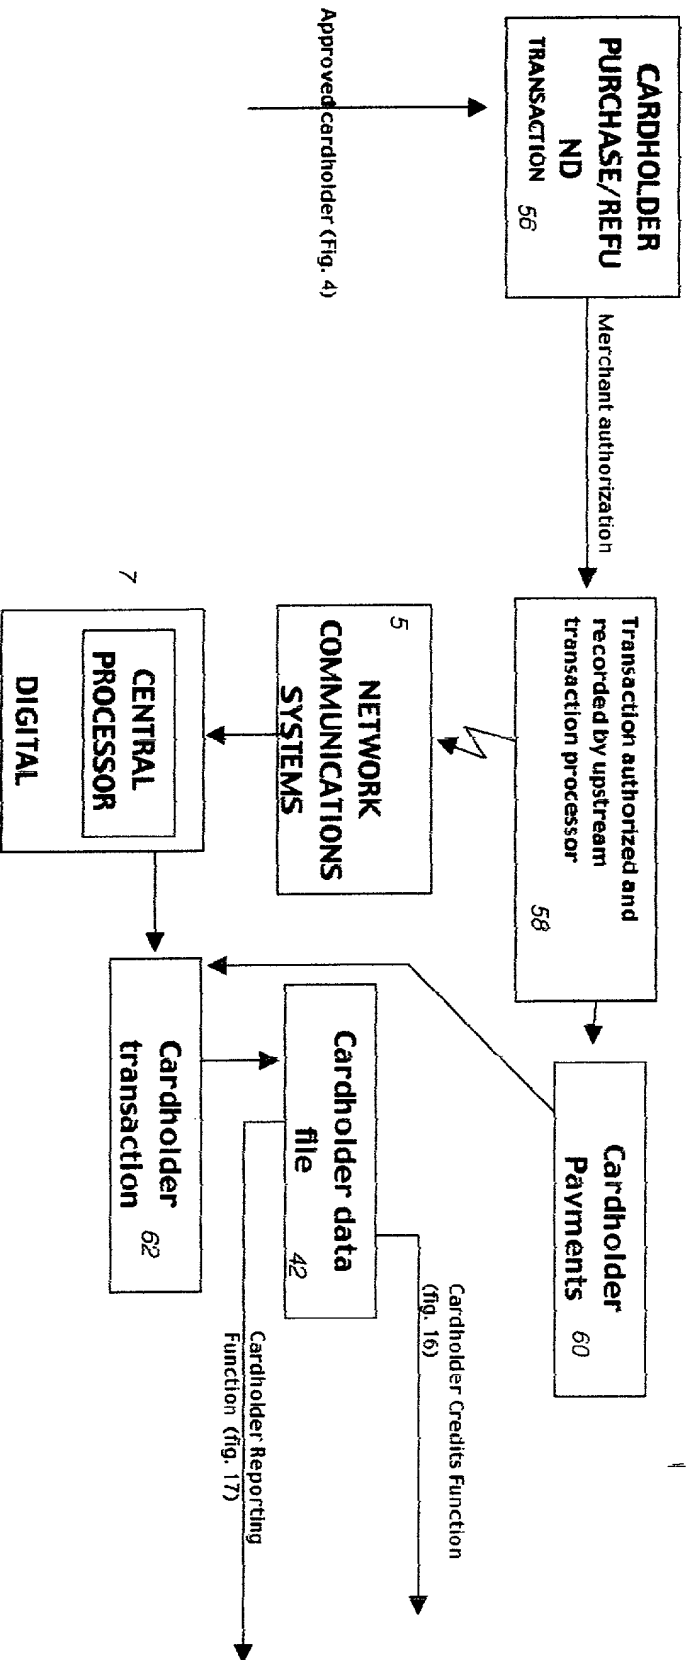 CARDHOLDER
PURCHASE/REFU
ND
TRANSACTION 56
Merchant authorization
Approved cardholder (Fig. 4)
Transaction authorized and
recorded by upstream
transaction processor
58
Cardholder
Payments 60
5
NETWORK
COMMUNICATIONS
SYSTEMS
7
CENTRAL
PROCESSOR
DIGITAL
Cardholder data
file 42
Cardholder
transaction 62
Cardholder Credits Function
(fig. 16)
Cardholder Reporting
Function (fig. 17)